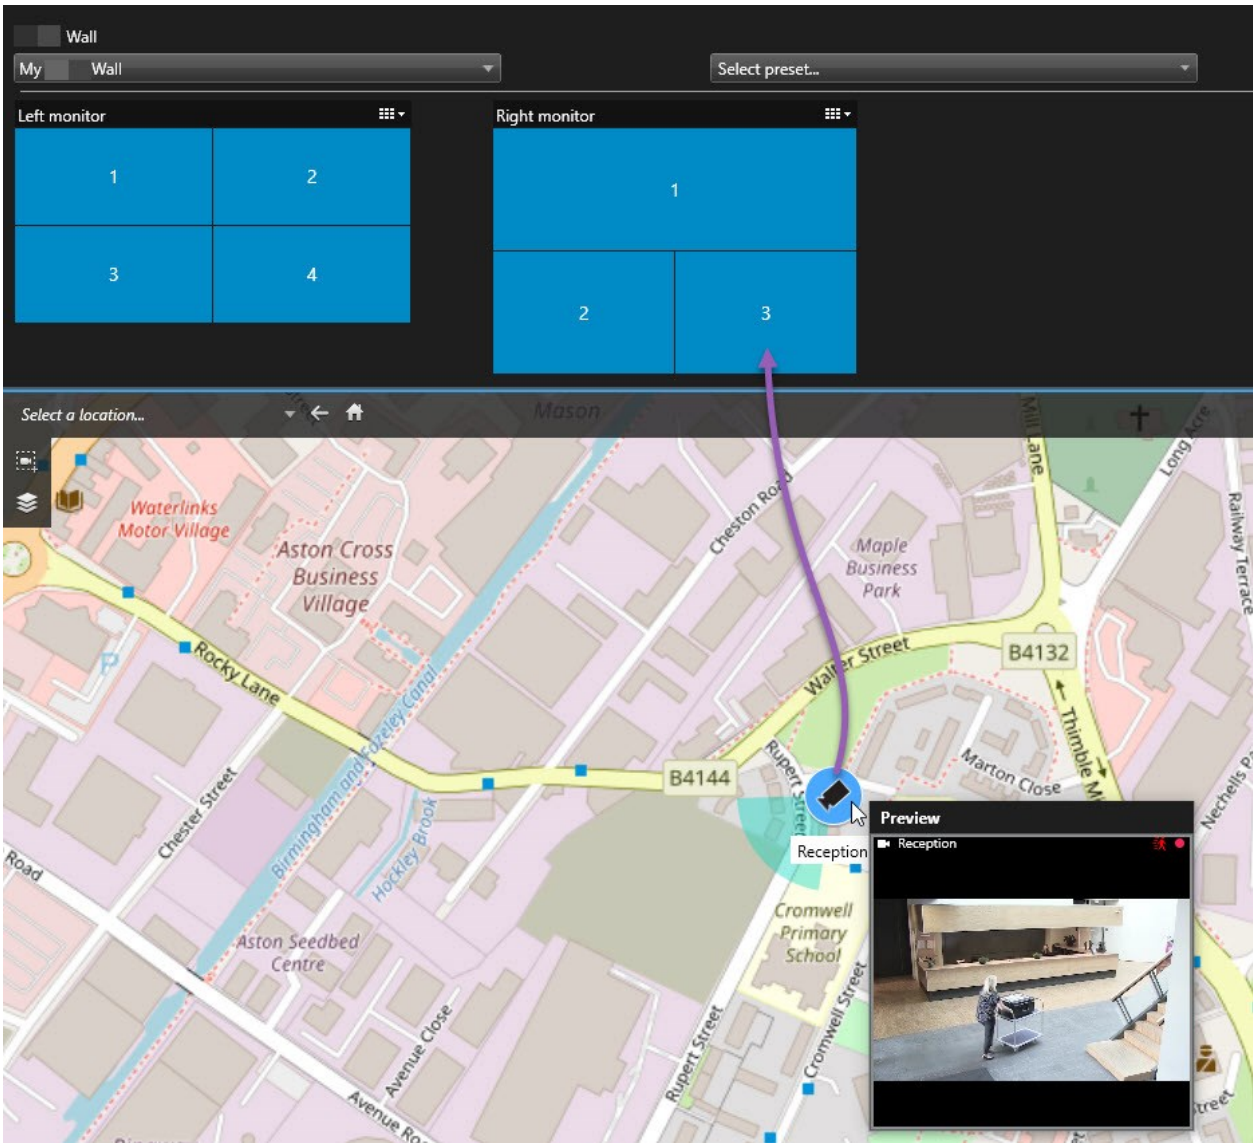 Wall
My Wall
Select preset...
Left monitor
Right monitor
1
2
3
4
1
2
3
Select a location...
Mason
Mill Lane
Long Acre
Railway Terrace
Waterlinks
Motor Village
Aston Cross
Business
Village
Cheston Road
Maple
Business
Park
P
Rocky Lane
Walter Street
B4132
Birmingham and Fazeley Canal
Thimble
B4144
Rupert Street
Marton Close
Nechells
Chester Street
Hockley Brook
Preview
Reception
Reception
Road
Cromwell
Primary
School
Aston Seedbed
Centre
Avenue Close
Rupert Street
Cromwell Street
Avenue
Street